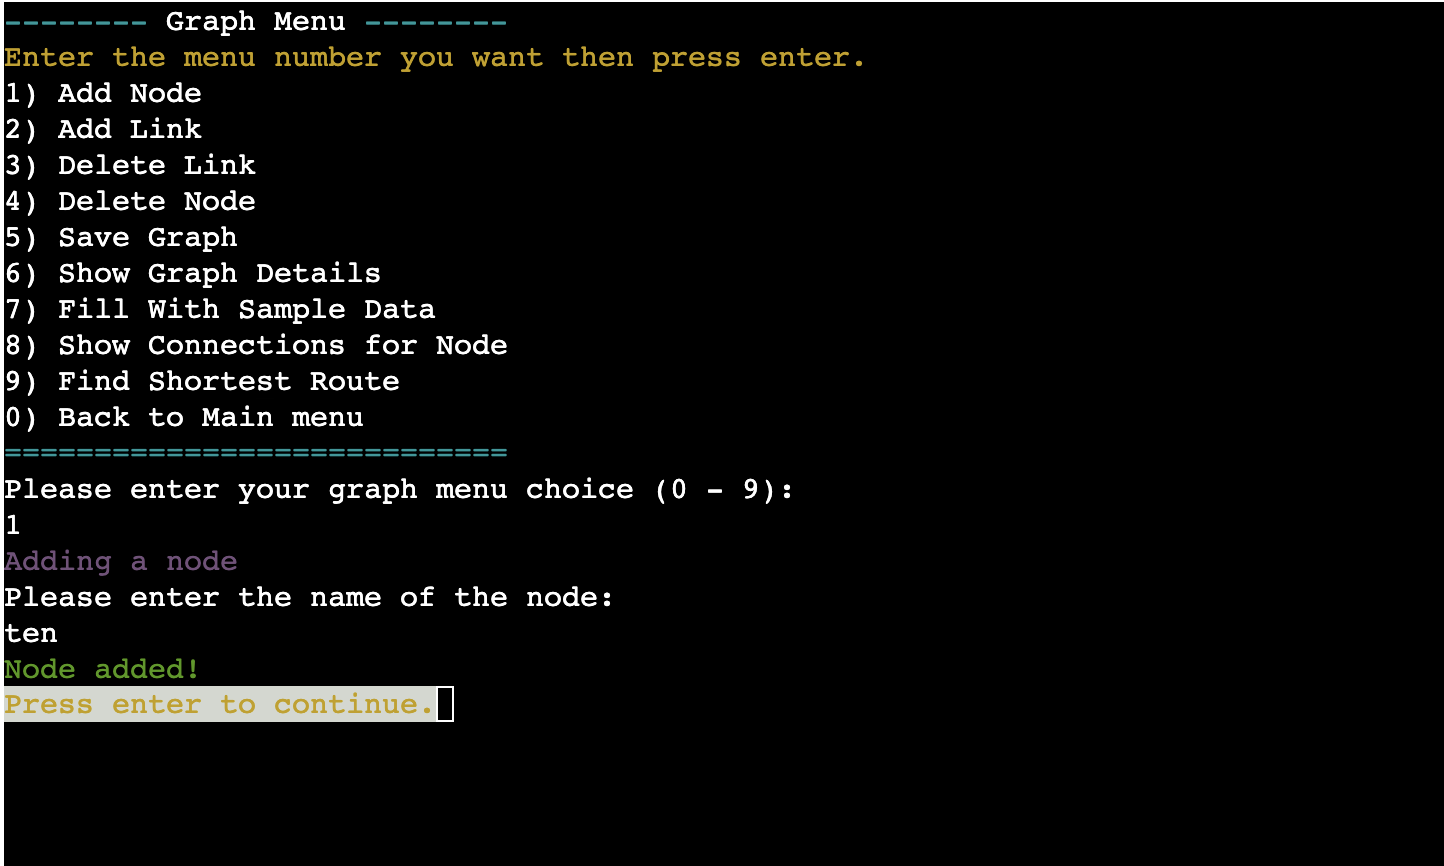 -------- Graph Menu --------
Enter the menu number you want then press enter.
1) Add Node
2) Add Link
3) Delete Link
4) Delete Node
5) Save Graph
6) Show Graph Details
7) Fill With Sample Data
8) Show Connections for Node
9) Find Shortest Route
0) Back to Main menu
============================
Please enter your graph menu choice (0 - 9):
1
Adding a node
Please enter the name of the node:
ten
Node added!
Press enter to continue.